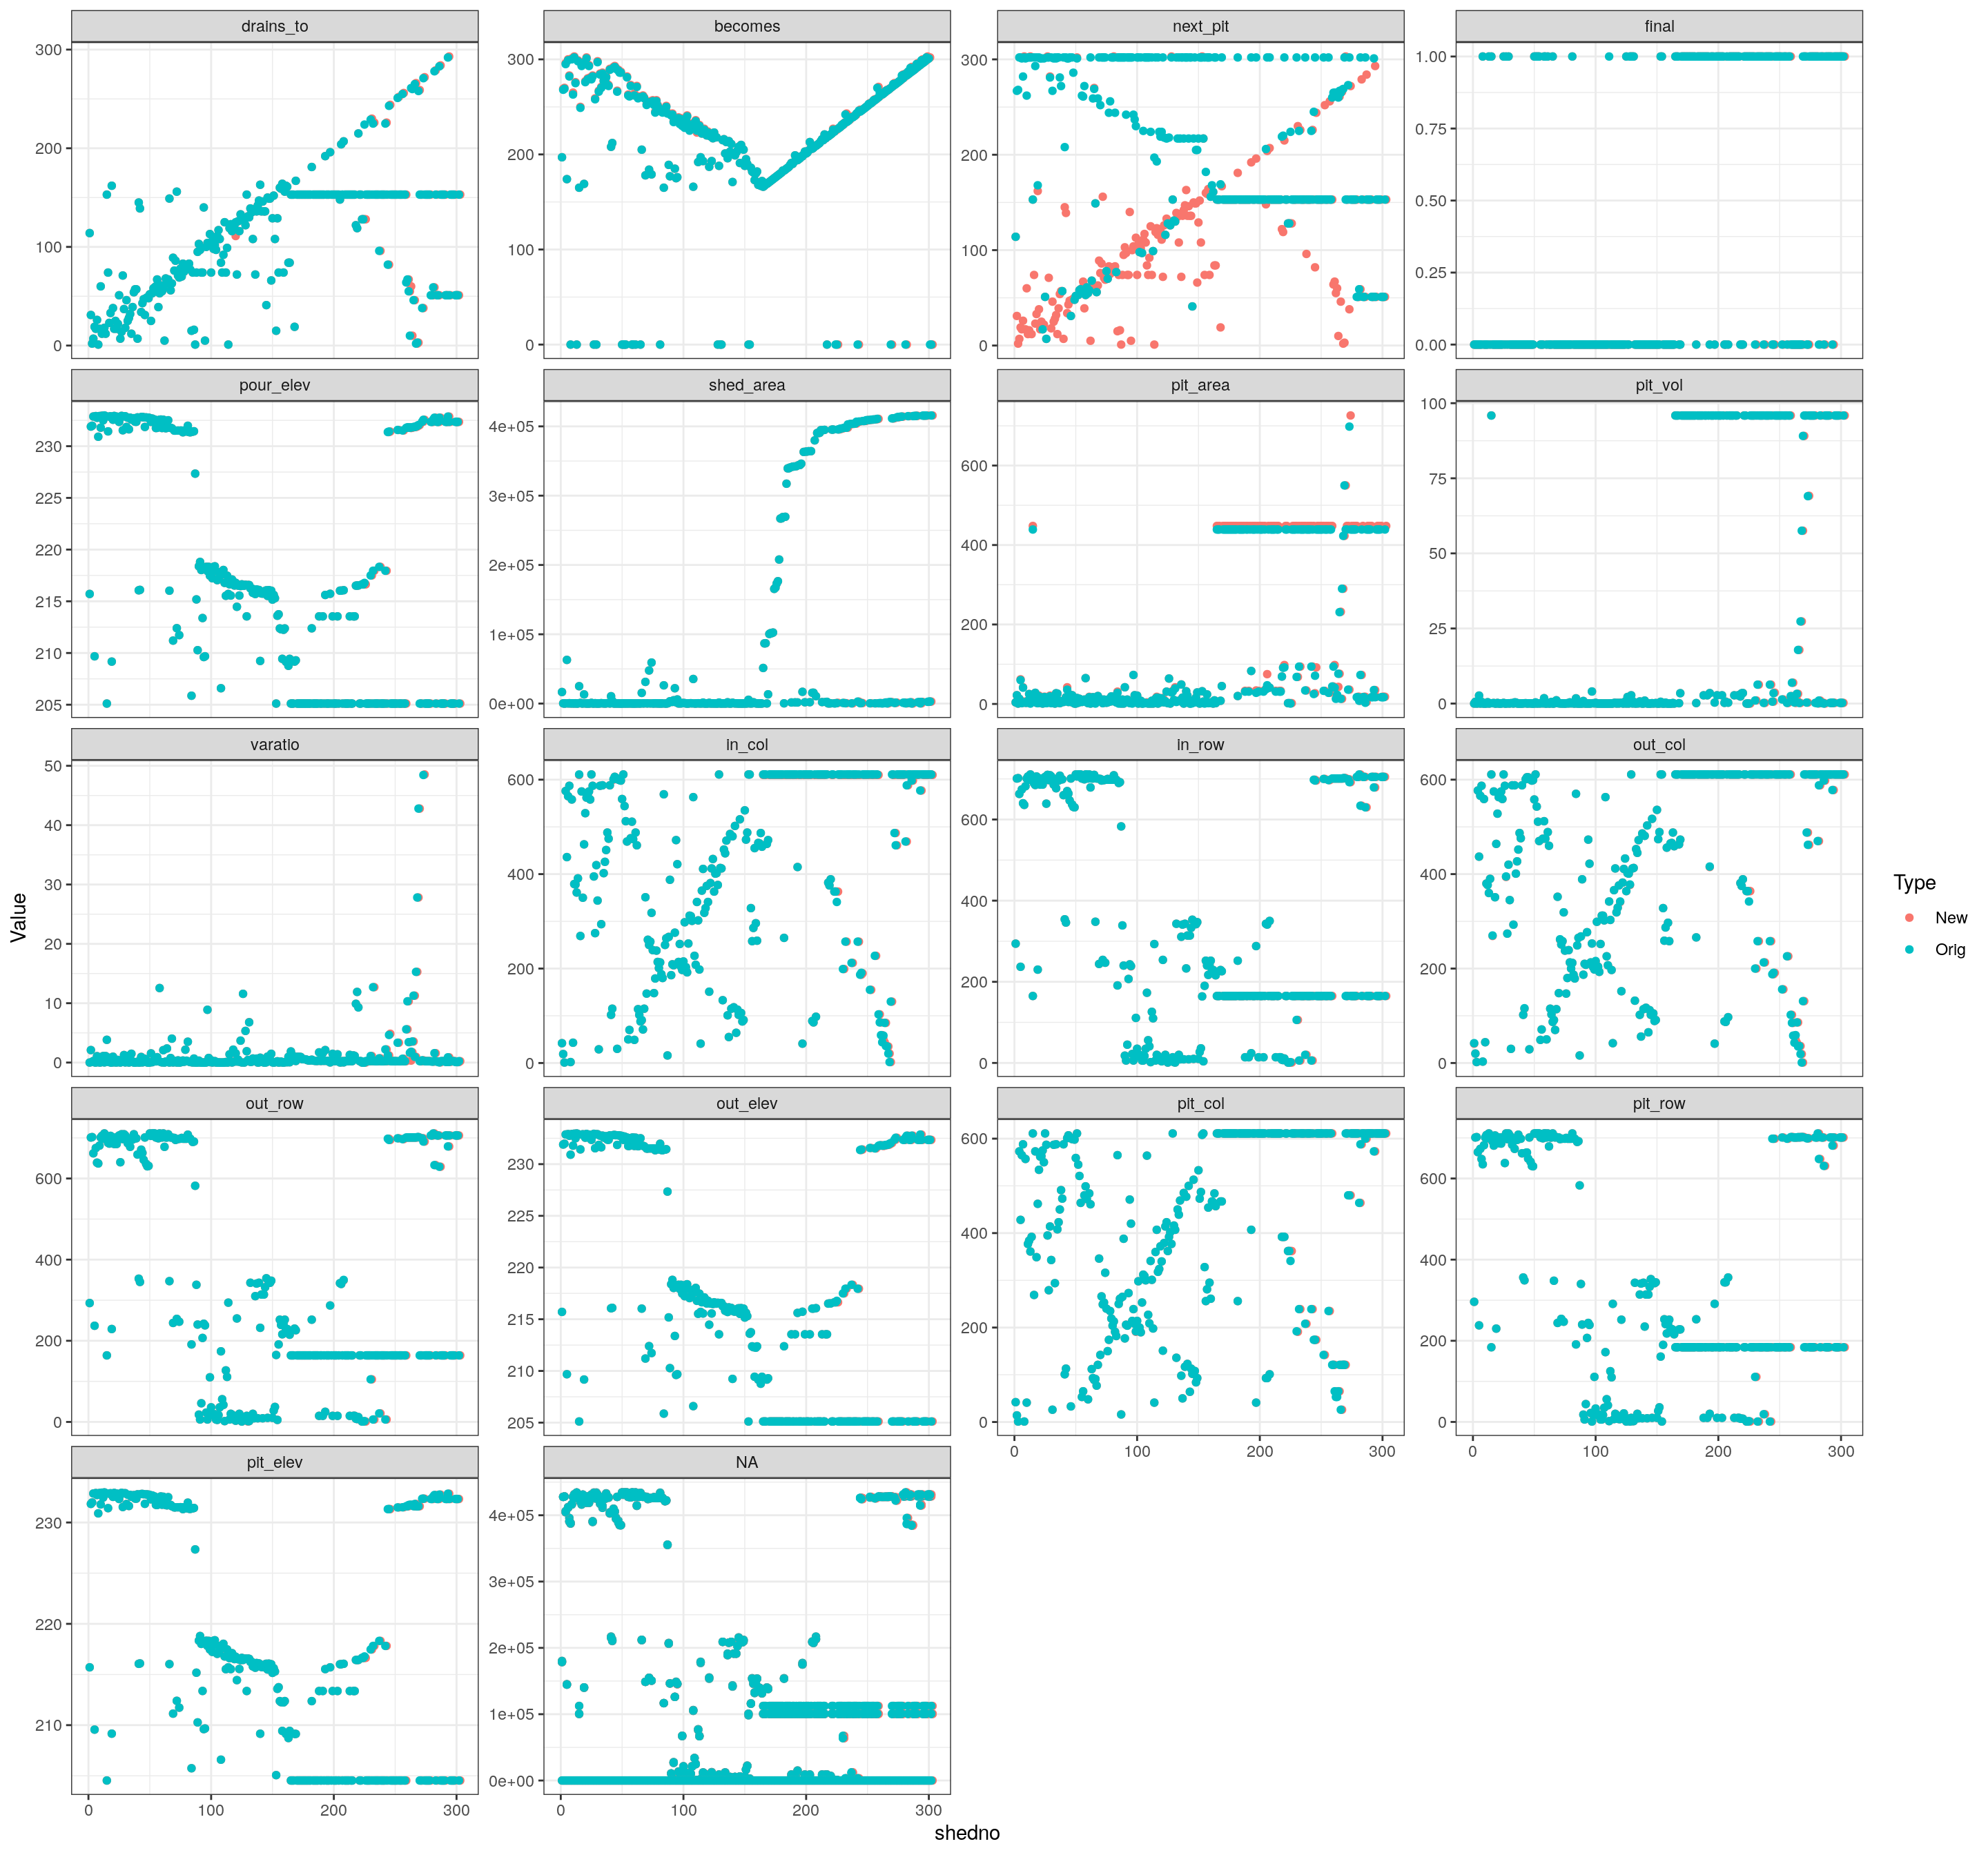 drains_to
becomes
next_pit
final
300
200
100
0
300
200
100
0
300
200
100
0
1.00
0.75
0.50
0.25
0.00
pour_elev
shed_area
pit_area
pit_vol
230
225
220
215
210
205
4e+05
3e+05
2e+05
1e+05
0e+00
600
400
200
0
100
75
50
25
0
varatio
in_col
in_row
out_col
50
40
30
20
10
0
600
400
200
0
600
400
200
0
600
400
200
0
out_row
out_elev
pit_col
pit_row
600
400
200
0
230
225
220
215
210
205
600
400
200
0
0
100
200
300
600
400
200
0
0
100
200
300
pit_elev
NA
230
220
210
0
100
200
300
4e+05
3e+05
2e+05
1e+05
0e+00
0
100
200
300
Value
shedno
Type
New
Orig